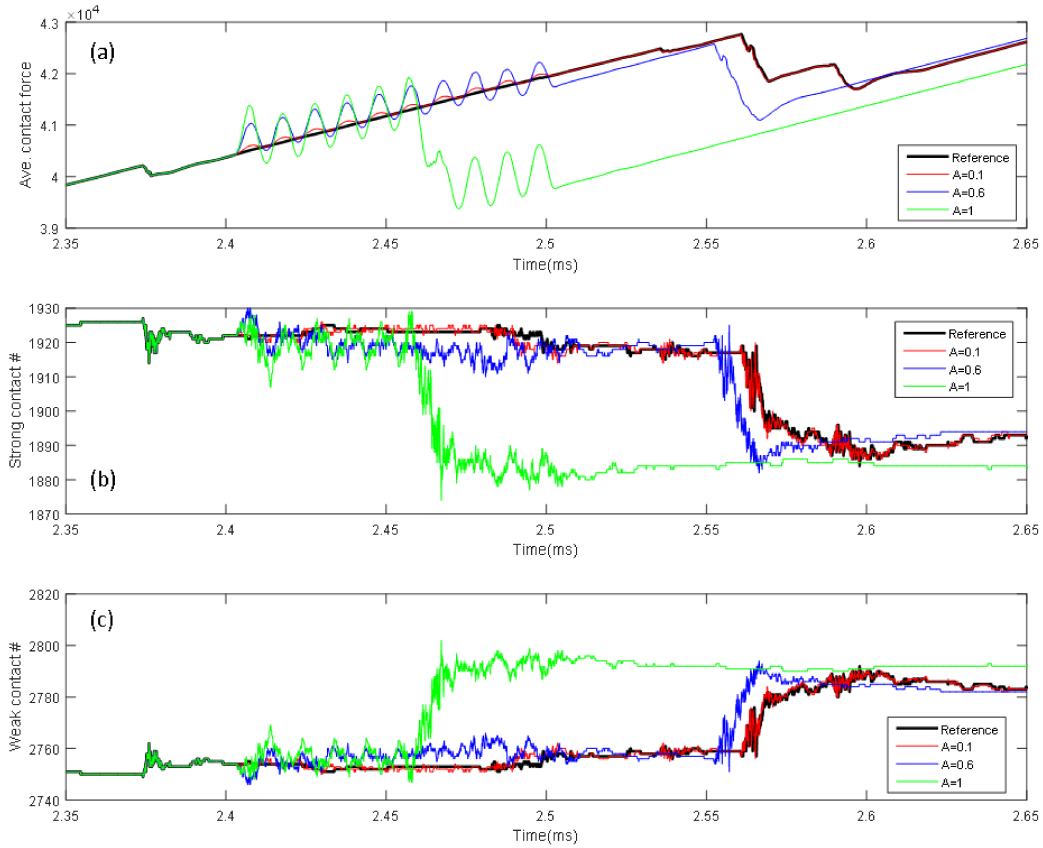 ×10⁴
4.3
4.2
4.1
4
3.9
Ave. contact force
(a)
Reference
A=0.1
A=0.6
A=1
2.35 2.4 2.45 2.5 2.55 2.6 2.65
Time(ms)
1930
1920
1910
1900
1890
1880
1870
Strong contact #
(b)
Reference
A=0.1
A=0.6
A=1
2.35 2.4 2.45 2.5 2.55 2.6 2.65
Time(ms)
2820
2800
2780
2760
2740
Weak contact #
(c)
Reference
A=0.1
A=0.6
A=1
2.35 2.4 2.45 2.5 2.55 2.6 2.65
Time(ms)